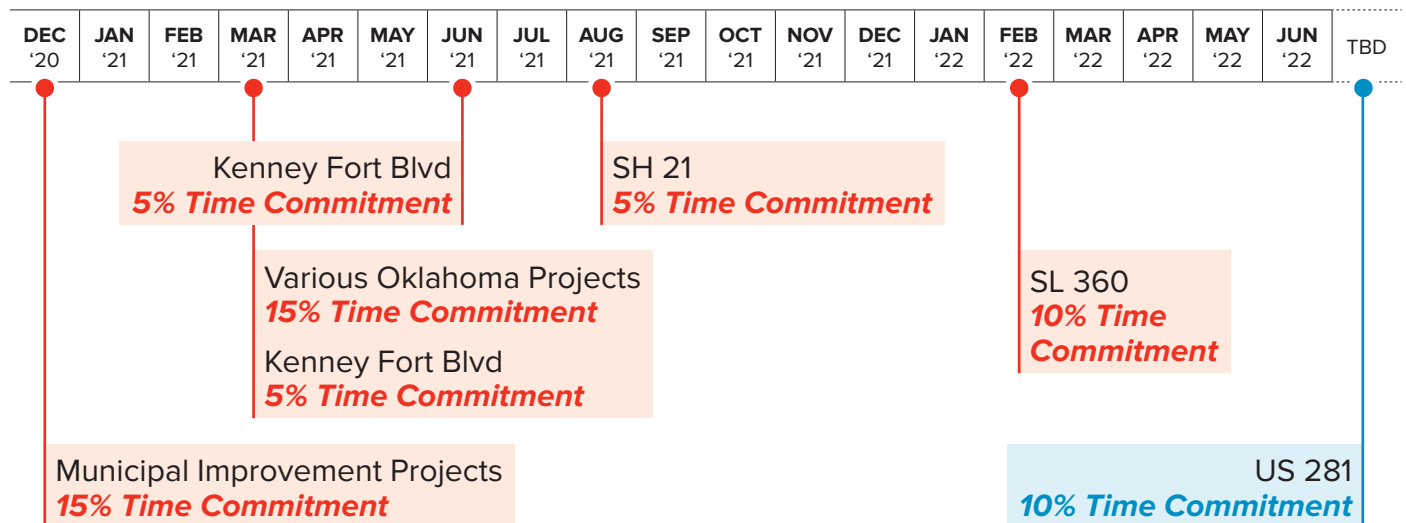 DEC JAN FEB MAR APR MAY JUN JUL AUG SEP OCT NOV DEC JAN FEB MAR APR MAY JUN TBD
‘20 ‘21 ‘21 ‘21 ‘21 ‘21 ‘21 ‘21 ‘21 ‘21 ‘21 ‘21 ‘21 ‘22 ‘22 ‘22 ‘22 ‘22 ‘22
Kenney Fort Blvd
5% Time Commitment
SH 21
5% Time Commitment
Various Oklahoma Projects
15% Time Commitment
Kenney Fort Blvd
5% Time Commitment
SL 360
10% Time
Commitment
Municipal Improvement Projects
15% Time Commitment
US 281
10% Time Commitment